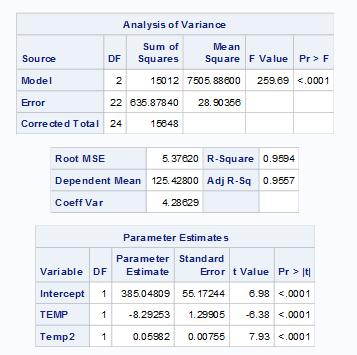 Analysis of Variance
Source DF Sum of Squares Mean Square F Value Pr > F
Model 2 15012 7505.88600 259.69 <.0001
Error 22 635.87840 28.90356
Corrected Total 24 15648
Root MSE 5.37620 R-Square 0.9594
Dependent Mean 125.42800 Adj R-Sq 0.9557
Coeff Var 4.28629
Parameter Estimates
Variable DF Parameter Estimate Standard Error t Value Pr > |t|
Intercept 1 385.04809 55.17244 6.98 <.0001
TEMP 1 -8.29253 1.29905 -6.38 <.0001
Temp2 1 0.05982 0.00755 7.93 <.0001